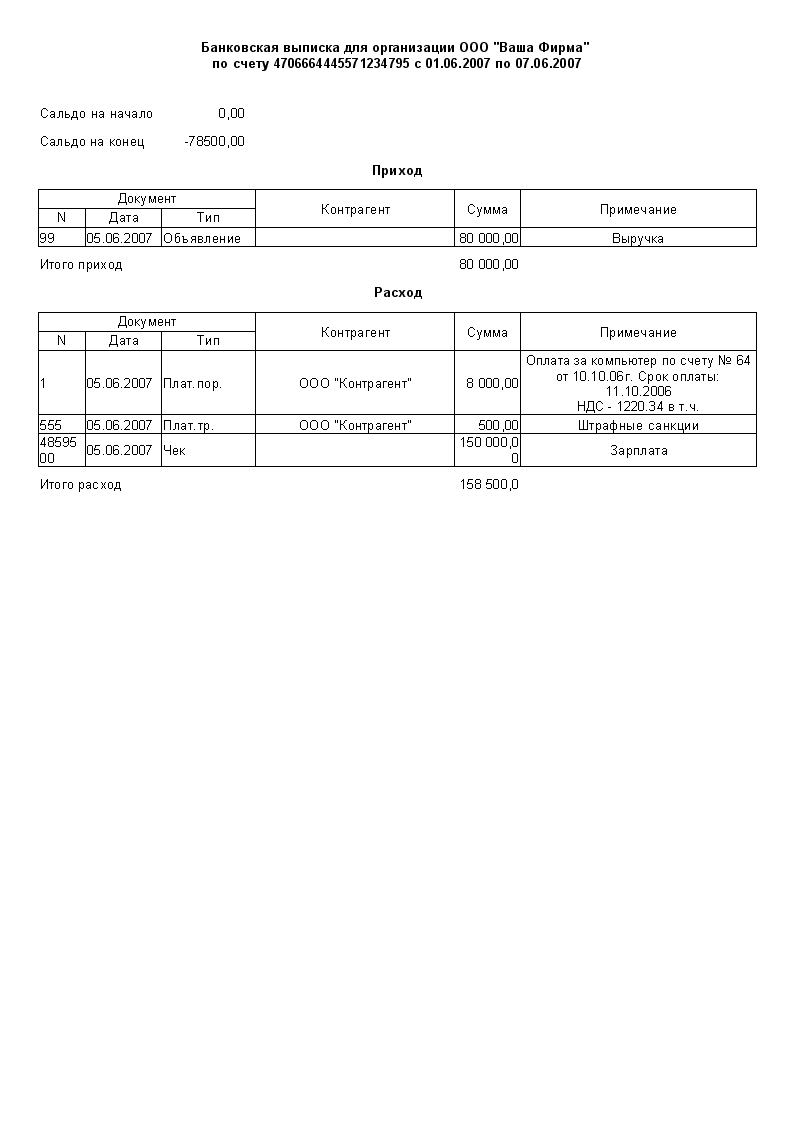 Банковская выписка для организации ООО "Ваша Фирма"
по счету 4706664445571234795 с 01.06.2007 по 07.06.2007
Сальдо на начало 0,00
Сальдо на конец -78500,00
Приход
Документ
Контрагент Сумма Примечание
N Дата Тип
99 05.06.2007 Объявление 80 000,00 Выручка
Итого приход 80 000,00
Расход
Документ
Контрагент Сумма Примечание
N Дата Тип
Оплата за компьютер по счету № 64
от 10.10.06г. Срок оплаты:
1 05.06.2007 Плат.пор. ООО "Контрагент" 8 000,00 11.10.2006
НДС - 1220.34 в т.ч.
555 05.06.2007 Плат.тр. ООО "Контрагент" 500,00 Штрафные санкции
48595 05.06.2007 Чек 150 000,0 Зарплата
00 0
Итого расход 158 500,0